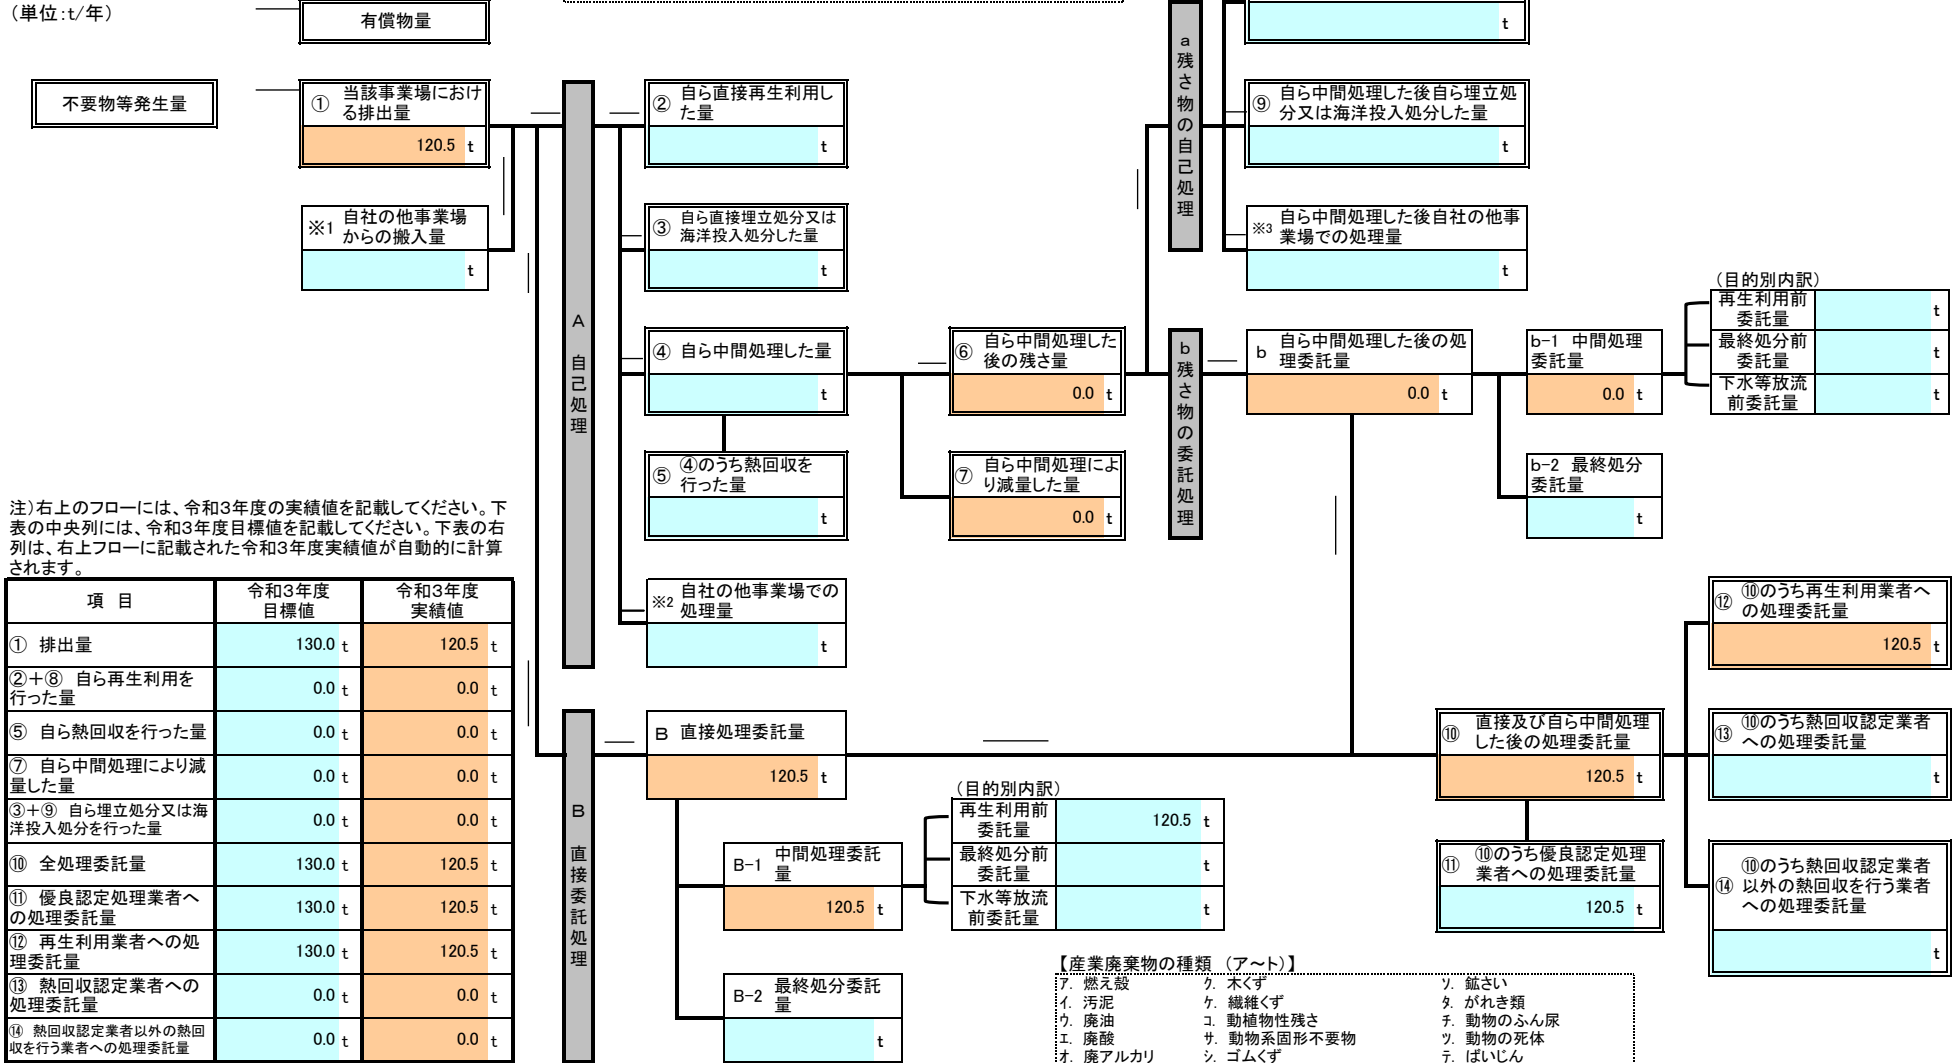 （単位：t/年）
有償物量
t
不要物等発生量
① 当該事業場におけ
る排出量
120.5 t
※1 自社の他事業場
からの搬入量
t
A 自己処理
② 自ら直接再生利用し
た量
t
③ 自ら直接埋立処分又は
海洋投入処分した量
t
④ 自ら中間処理した量
t
⑤ ④のうち熱回収を
行った量
t
※2 自社の他事業場での
処理量
t
⑥ 自ら中間処理した
後の残さ量
0.0 t
⑦ 自ら中間処理によ
り減量した量
0.0 t
a 残さ物の自己処理
⑨ 自ら中間処理した後自ら埋立処
分又は海洋投入処分した量
t
※3 自ら中間処理した後自社の他事
業場での処理量
t
b 残さ物の委託処理
b 自ら中間処理した後の処
理委託量
0.0 t
b-1 中間処理
委託量
0.0 t
（目的別内訳）
再生利用前
委託量
t
最終処分前
委託量
t
下水等放流
前委託量
t
b-2 最終処分
委託量
t
注）右上のフローには、令和３年度の実績値を記載してください。下
表の中央列には、令和３年度目標値を記載してください。下表の右
列は、右上フローに記載された令和３年度実績値が自動的に計算
されます。
項 目 令和３年度 目標値 令和３年度 実績値
① 排出量 130.0 t 120.5 t
②＋⑧ 自ら再生利用を
行った量 0.0 t 0.0 t
⑤ 自ら熱回収を行った量 0.0 t 0.0 t
⑦ 自ら中間処理により減
量した量 0.0 t 0.0 t
③＋⑨ 自ら埋立処分又は海
洋投入処分を行った量 0.0 t 0.0 t
⑩ 全処理委託量 130.0 t 120.5 t
⑪ 優良認定処理業者へ
の処理委託量 130.0 t 120.5 t
⑫ 再生利用業者への処
理委託量 130.0 t 120.5 t
⑬ 熱回収認定業者への
処理委託量 0.0 t 0.0 t
⑭ 熱回収認定業者以外の熱回
収を行う業者への処理委託量 0.0 t 0.0 t
B 直接委託処理
B 直接処理委託量
120.5 t
B-1 中間処理委託
量
120.5 t
（目的別内訳）
再生利用前
委託量
120.5 t
最終処分前
委託量
t
下水等放流
前委託量
t
B-2 最終処分委託
量
t
⑩ 直接及び自ら中間処理
した後の処理委託量
120.5 t
⑪ ⑩のうち優良認定処理
業者への処理委託量
120.5 t
⑫ ⑩のうち再生利用業者へ
の処理委託量
120.5 t
⑬ ⑩のうち熱回収認定業者
への処理委託量
t
⑭ ⑩のうち熱回収認定業者
以外の熱回収を行う業者
への処理委託量
t
【産業廃棄物の種類 （ア～ト）】
ア. 燃え殻 ク. 木くず ソ. 鉱さい
イ. 汚泥 ケ. 繊維くず タ. がれき類
ウ. 廃油 コ. 動植物性残さ チ. 動物のふん尿
エ. 廃酸 サ. 動物系固形不要物 ツ. 動物の死体
オ. 廃アルカリ シ. ゴムくず テ. ばいじん